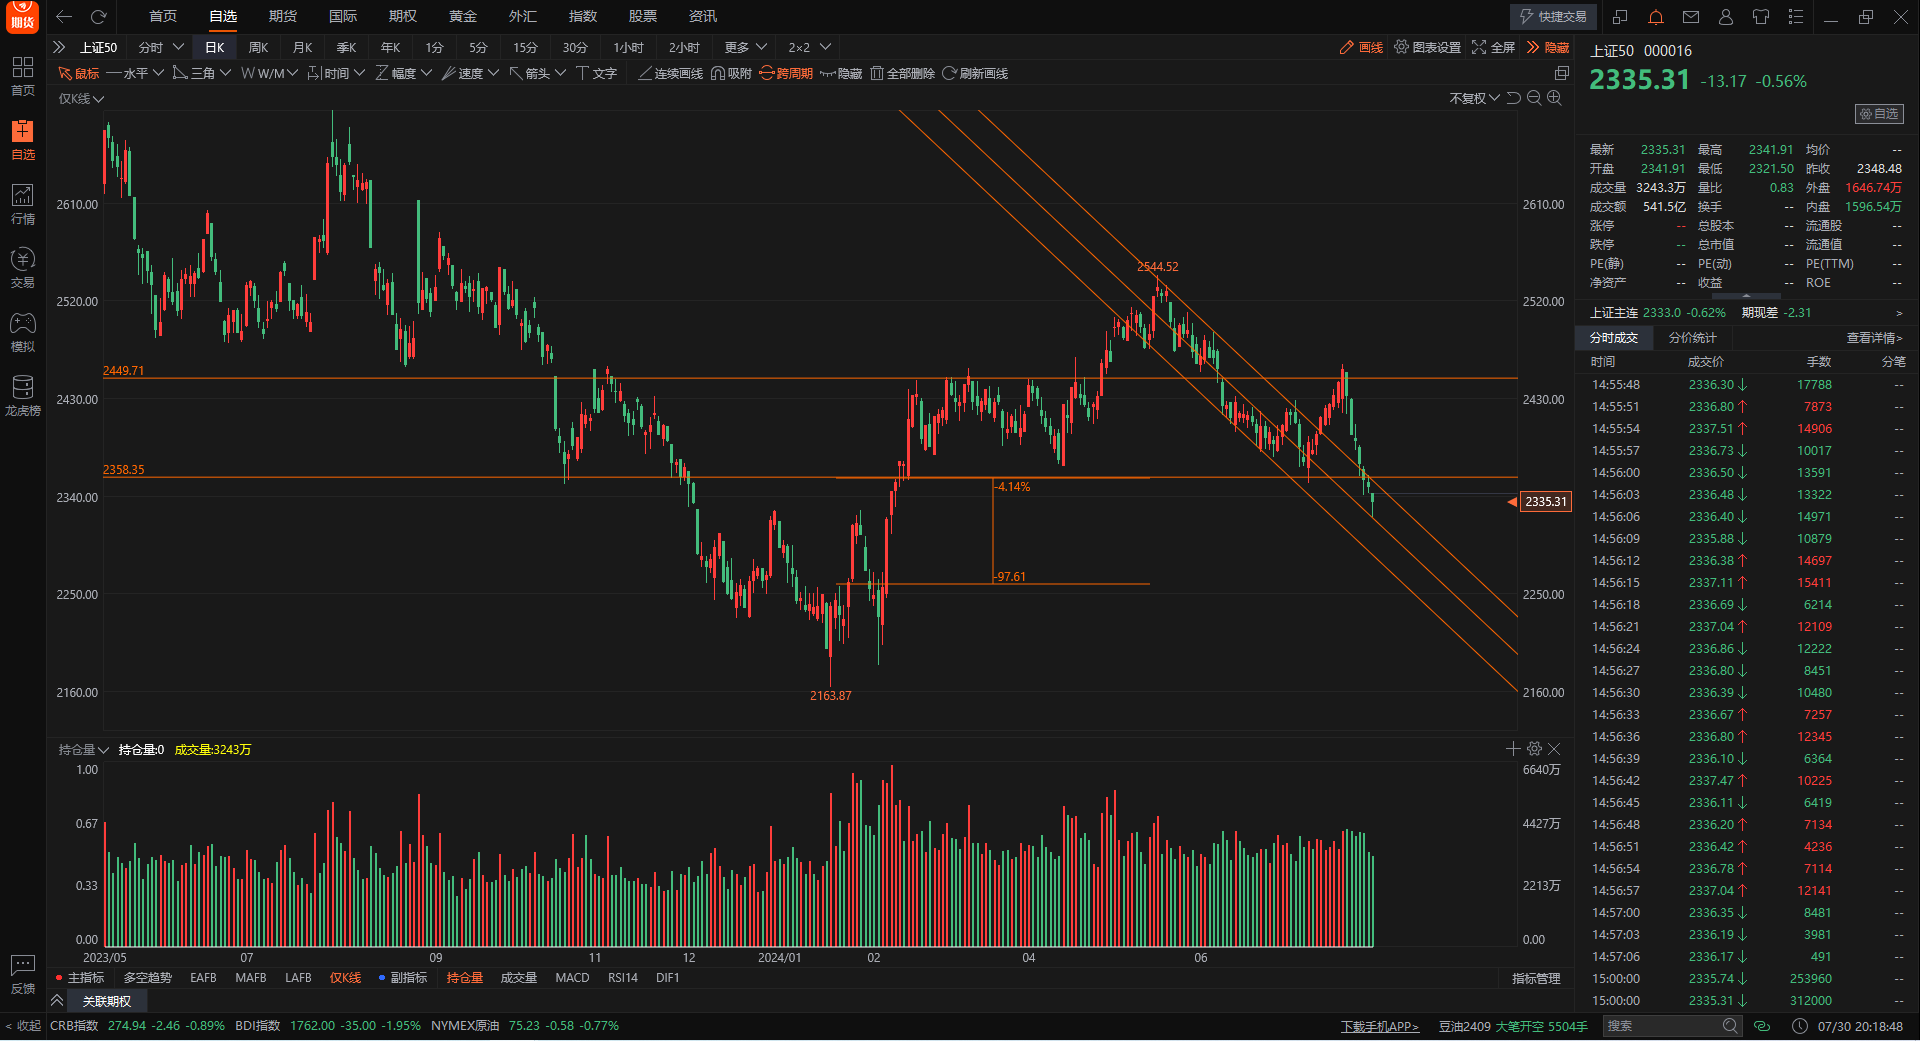 期货
首页 自选 期货 国际 期权 黄金 外汇 指数 股票 资讯
快捷交易
上证50 分时 日K 周K 月K 季K 年K 1分 5分 15分 30分 1小时 2小时 更多 2×2
画线 图表设置 全屏 隐藏
鼠标 水平 三角 W/M 时间 幅度 速度 箭头 文字 连续画线 吸附 跨周期 隐藏 全部删除 刷新画线
仅K线
不复权
首页
自选
行情
交易
模拟
龙虎榜
反馈
< 收起
2610.00
2520.00
2430.00
2340.00
2250.00
2160.00
2449.71
2358.35
2544.52
-4.14%
-97.61
2163.87
2610.00
2520.00
2430.00
2335.31
2250.00
2160.00
持仓量 持仓量:0 成交量:3243万
1.00
0.67
0.33
0.00
6640万
4427万
2213万
0.00
2023/05 07 09 11 12 2024/01 02 04 06
主指标 多空趋势 EAFB MAFB LAFB 仅K线 副指标 持仓量 成交量 MACD RSI14 DIF1 指标管理
关联期权
上证50 000016
2335.31 -13.17 -0.56%
自选
最新 2335.31 最高 2341.91 均价 --
开盘 2341.91 最低 2321.50 昨收 2348.48
成交量 3243.3万 量比 0.83 外盘 1646.74万
成交额 541.5亿 换手 -- 内盘 1596.54万
涨停 -- 总股本 -- 流通股 --
跌停 -- 总市值 -- 流通值 --
PE(静) -- PE(动) -- PE(TTM) --
净资产 -- 收益 -- ROE --
上证主连 2333.0 -0.62% 期现差 -2.31 >
分时成交 分价统计 查看详情>
时间 成交价 手数 分笔
14:55:48 2336.30↓ 17788 --
14:55:51 2336.80↑ 7873 --
14:55:54 2337.51↑ 14906 --
14:55:57 2336.73↓ 10017 --
14:56:00 2336.50↓ 13591 --
14:56:03 2336.48↓ 13322 --
14:56:06 2336.40↓ 14971 --
14:56:09 2335.88↓ 10879 --
14:56:12 2336.38↑ 14697 --
14:56:15 2337.11↑ 15411 --
14:56:18 2336.69↓ 6214 --
14:56:21 2337.04↑ 12109 --
14:56:24 2336.86↓ 12222 --
14:56:27 2336.80↓ 8451 --
14:56:30 2336.39↓ 10480 --
14:56:33 2336.67↑ 7257 --
14:56:36 2336.80↑ 12345 --
14:56:39 2336.10↓ 6364 --
14:56:42 2337.47↑ 10225 --
14:56:45 2336.11↓ 6419 --
14:56:48 2336.20↑ 7134 --
14:56:51 2336.42↑ 4236 --
14:56:54 2336.78↑ 7114 --
14:56:57 2337.04↑ 12141 --
14:57:00 2336.35↓ 8481 --
14:57:03 2336.19↓ 3981 --
14:57:06 2336.17↓ 491 --
15:00:00 2335.74↓ 253960 --
15:00:00 2335.31↓ 312000 --
CRB指数 274.94 -2.46 -0.89% BDI指数 1762.00 -35.00 -1.95% NYMEX原油 75.23 -0.58 -0.77%
下载手机APP> 豆油2409 大笔开空 5504手 搜索 07/30 20:18:48